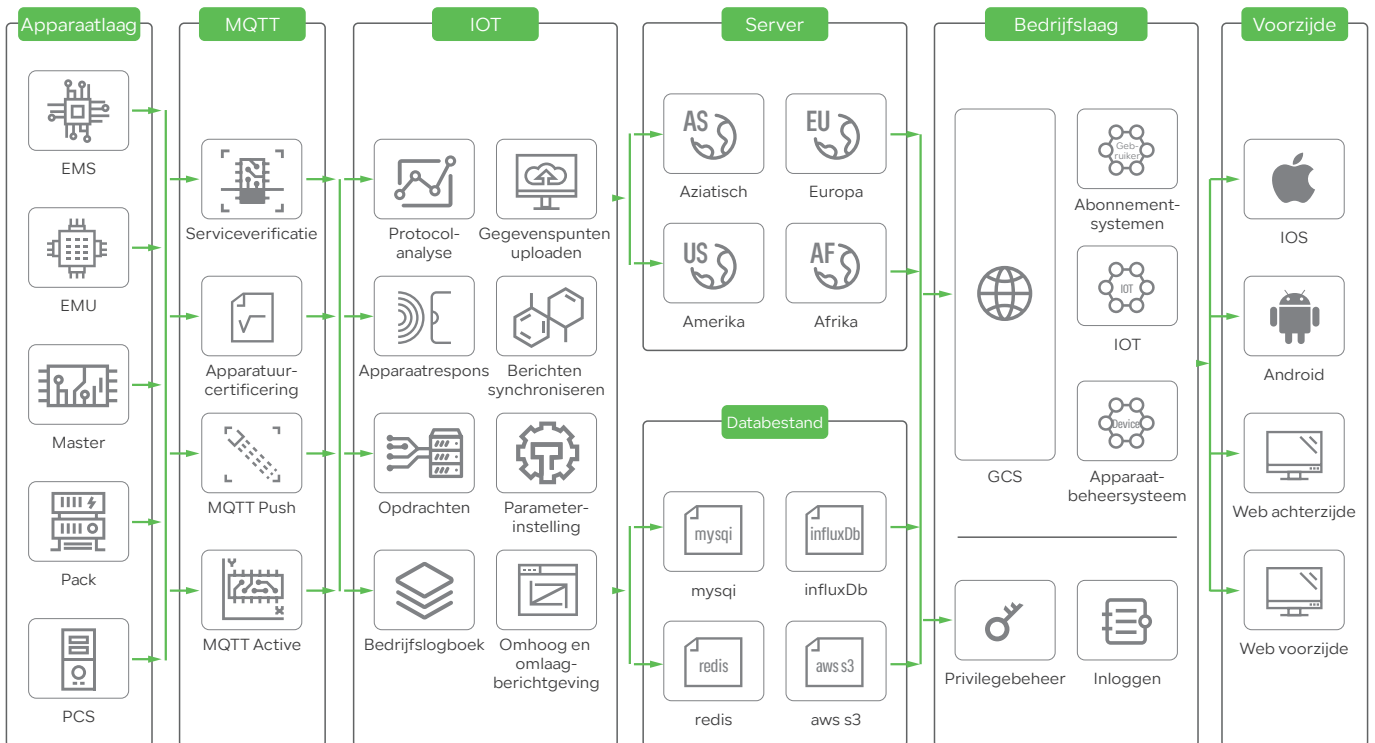 Apparaatlaag
EMS
EMU
Master
Pack
PCS
MQTT
Serviceverificatie
Apparatuur-
certificering
MQTT Push
Y
X
MQTT Active
IOT
Protocol-
analyse
Gegevenspunten
uploaden
Apparaatrespons
Berichten
synchroniseren
Opdrachten
Parameter-
instelling
Bedrijfslogboek
Omhoog en
omlaag-
berichtgeving
Server
AS
Aziatisch
EU
Europa
US
Amerika
AF
Afrika
Databestand
mysqi
mysqi
influxDb
influxDb
redis
redis
aws s3
aws s3
Bedrijfslaag
GCS
Geb-
ruiker
Abonnement-
systemen
IOT
IOT
Device
Apparaat-
beheersysteem
Privilegebeheer
Inloggen
Voorzijde
IOS
Android
Web achterzijde
Web voorzijde